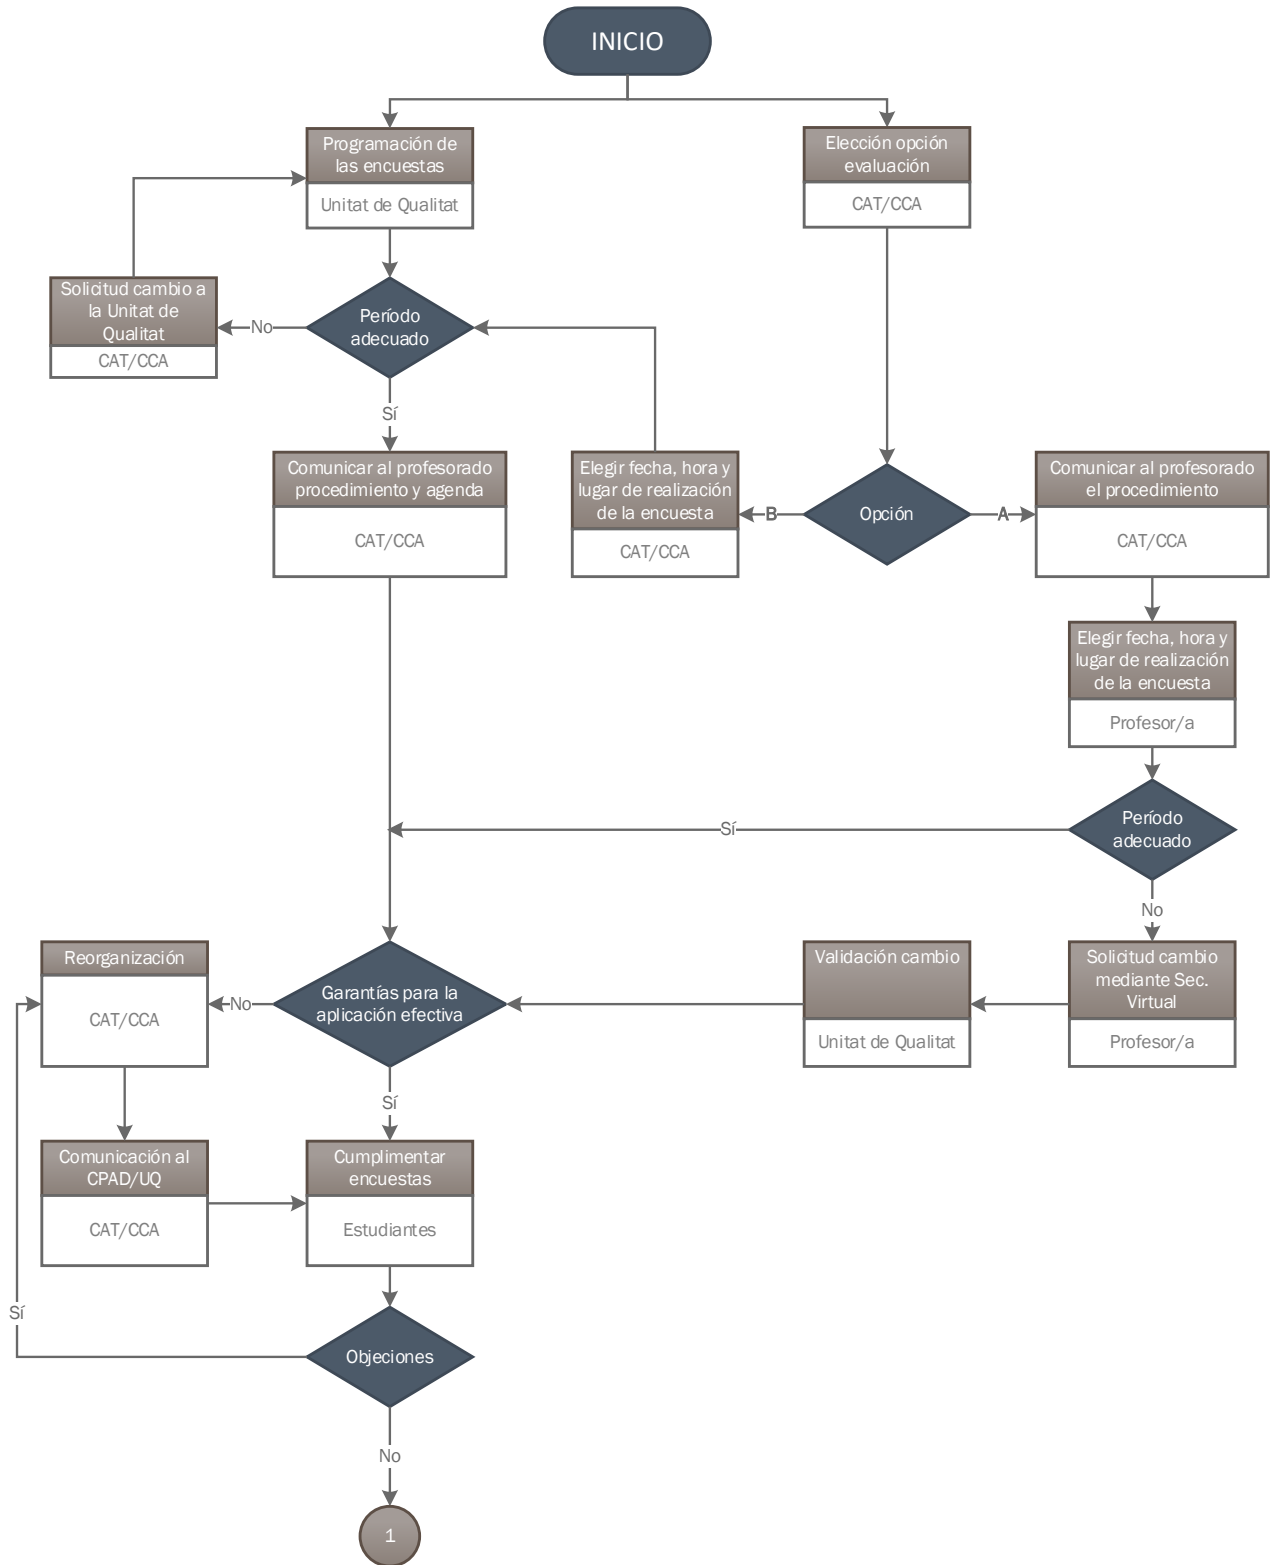 INICIO
Programación de
las encuestas
Unitat de Qualitat
Elección opción
evaluación
CAT/CCA
Solicitud cambio a
la Unitat de
Qualitat
CAT/CCA
No
Período
adecuado
Sí
Comunicar al profesorado
procedimiento y agenda
CAT/CCA
Elegir fecha, hora y
lugar de realización
de la encuesta
CAT/CCA
B
Opción
A
Comunicar al profesorado
el procedimiento
CAT/CCA
Elegir fecha, hora y
lugar de realización
de la encuesta
Profesor/a
Período
adecuado
Sí
No
Reorganización
CAT/CCA
No
Garantías para la
aplicación efectiva
Validación cambio
Unitat de Qualitat
Solicitud cambio
mediante Sec.
Virtual
Profesor/a
Sí
Comunicación al
CPAD/UQ
CAT/CCA
Cumplimentar
encuestas
Estudiantes
Sí
Objeciones
No
1